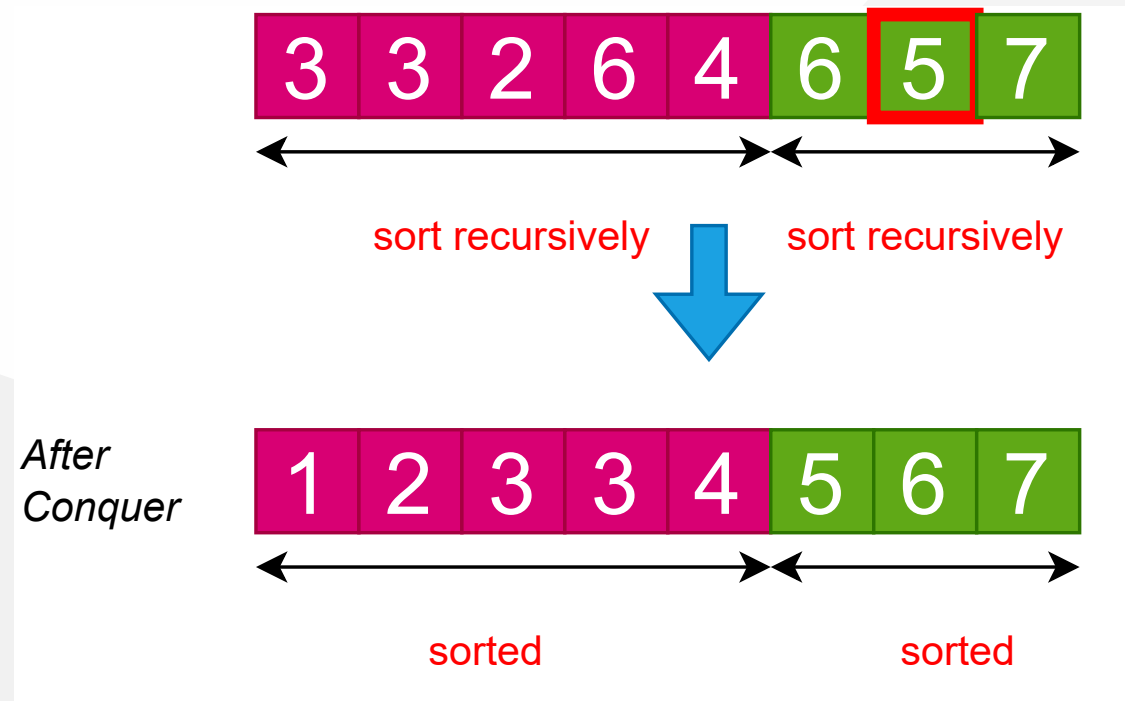 3 3 2 6 4 6 5 7
sort recursively sort recursively
After
Conquer
1 2 3 3 4 5 6 7
sorted sorted